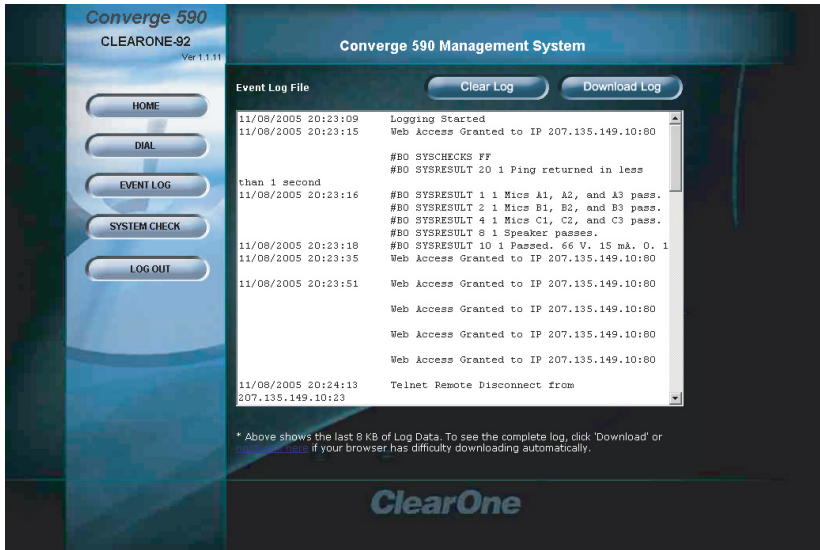 Converge 590
CLEARONE-92
Ver 1.1.11
Converge 590 Management System
HOME
DIAL
EVENT LOG
SYSTEM CHECK
LOG OUT
Event Log File
Clear Log
Download Log
11/08/2005 20:23:09 Logging Started
11/08/2005 20:23:15 Web Access Granted to IP 207.135.149.10:80
#BO SYSCHECKS FF
#BO SYSRESULT 20 1 Ping returned in less
than 1 second
11/08/2005 20:23:16 #BO SYSRESULT 1 1 Mics A1, A2, and A3 pass.
#BO SYSRESULT 2 1 Mics B1, B2, and B3 pass.
#BO SYSRESULT 4 1 Mics C1, C2, and C3 pass.
#BO SYSRESULT 8 1 Speaker passes.
11/08/2005 20:23:18 #BO SYSRESULT 10 1 Passed. 66 V. 15 mA. 0. 1
11/08/2005 20:23:35 Web Access Granted to IP 207.135.149.10:80
11/08/2005 20:23:51 Web Access Granted to IP 207.135.149.10:80
Web Access Granted to IP 207.135.149.10:80
Web Access Granted to IP 207.135.149.10:80
Web Access Granted to IP 207.135.149.10:80
11/08/2005 20:24:13 Telnet Remote Disconnect from
207.135.149.10:23
* Above shows the last 8 KB of Log Data. To see the complete log, click 'Download' or
here if your browser has difficulty downloading automatically.
ClearOne